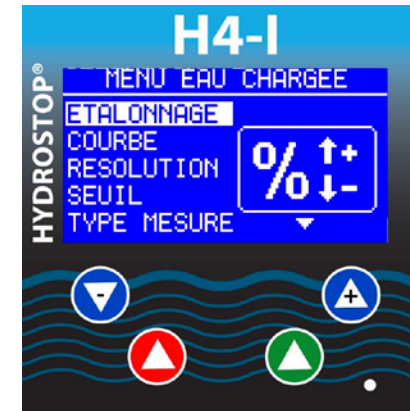 H4-I
HYDROSTOP®
MENU EAU CHARGEE
ETALONNAGE
COURBE
RESOLUTION
SEUIL
TYPE MESURE
% ↑+
↓-
- +